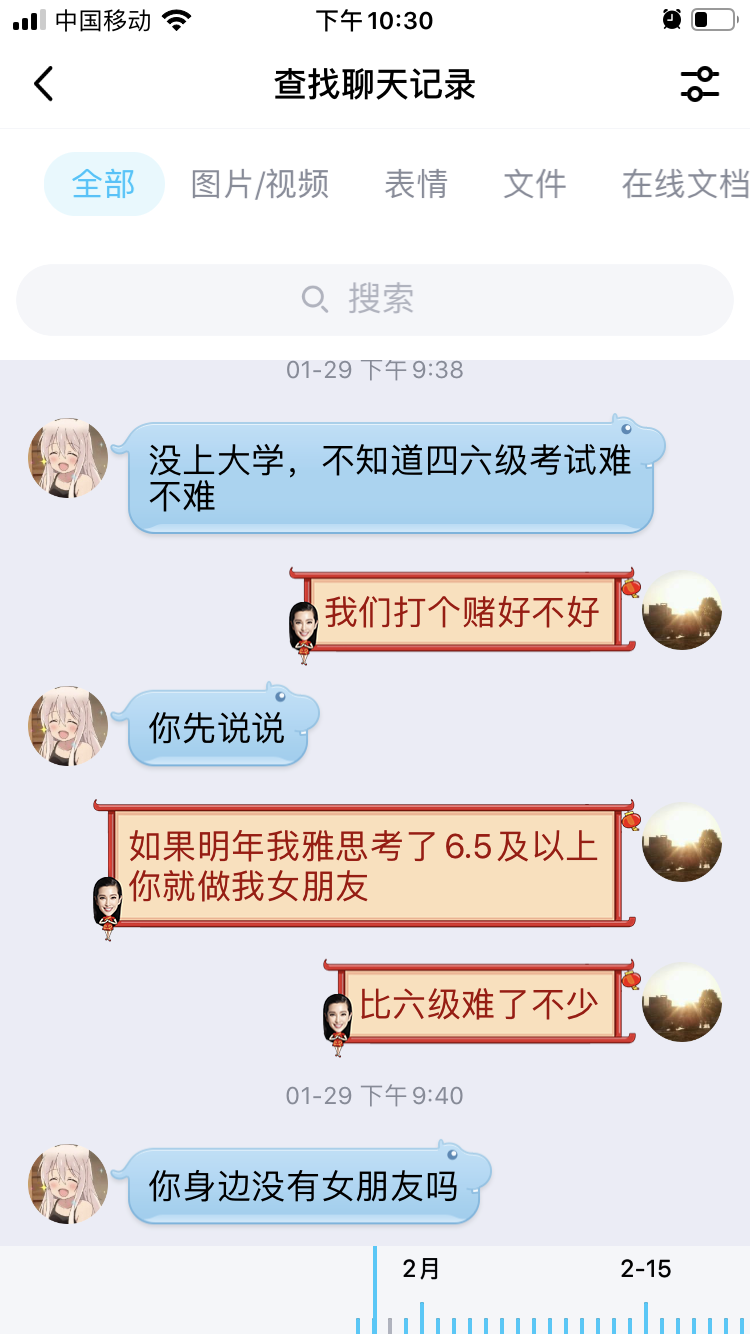 中国移动 下午10:30
查找聊天记录
全部 图片/视频 表情 文件 在线文档
搜索
01-29 下午9:38
没上大学，不知道四六级考试难
不难
我们打个赌好不好
你先说说
如果明年我雅思考了6.5及以上
你就做我女朋友
比六级难了不少
01-29 下午9:40
你身边没有女朋友吗
2月 2-15